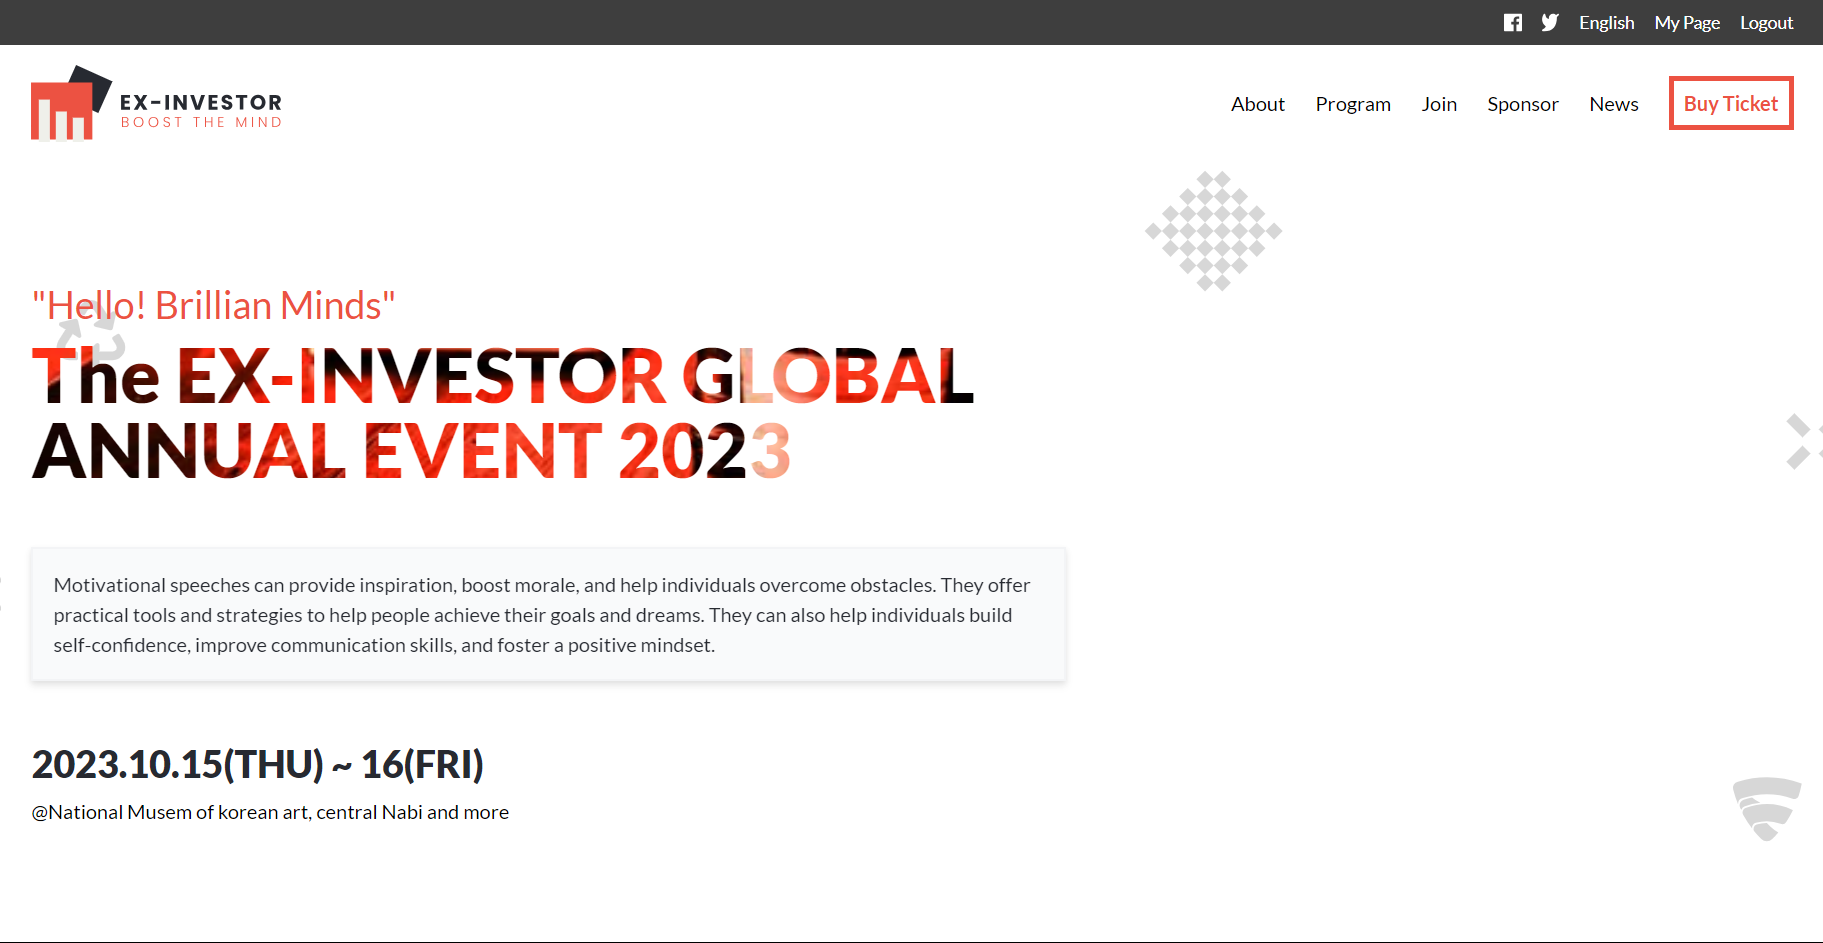 English My Page Logout
EX-INVESTOR
BOOST THE MIND
About Program Join Sponsor News Buy Ticket
"Hello! Brillian Minds"
The EX-INVESTOR GLOBAL
ANNUAL EVENT 2023
Motivational speeches can provide inspiration, boost morale, and help individuals overcome obstacles. They offer
practical tools and strategies to help people achieve their goals and dreams. They can also help individuals build
self-confidence, improve communication skills, and foster a positive mindset.
2023.10.15(THU) ~ 16(FRI)
@National Musem of korean art, central Nabi and more